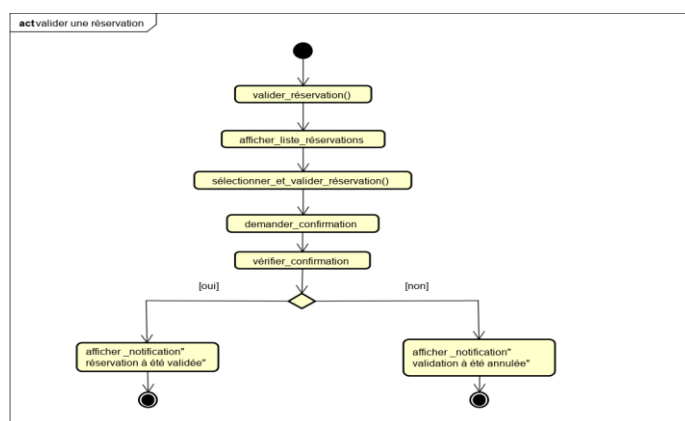 act valider une réservation
valider_réservation()
afficher_liste_réservations
sélectionner_et_valider_réservation()
demander_confirmation
vérifier_confirmation
[oui]
[non]
afficher _notification"
réservation à été validée"
afficher _notification"
validation à été annulée"